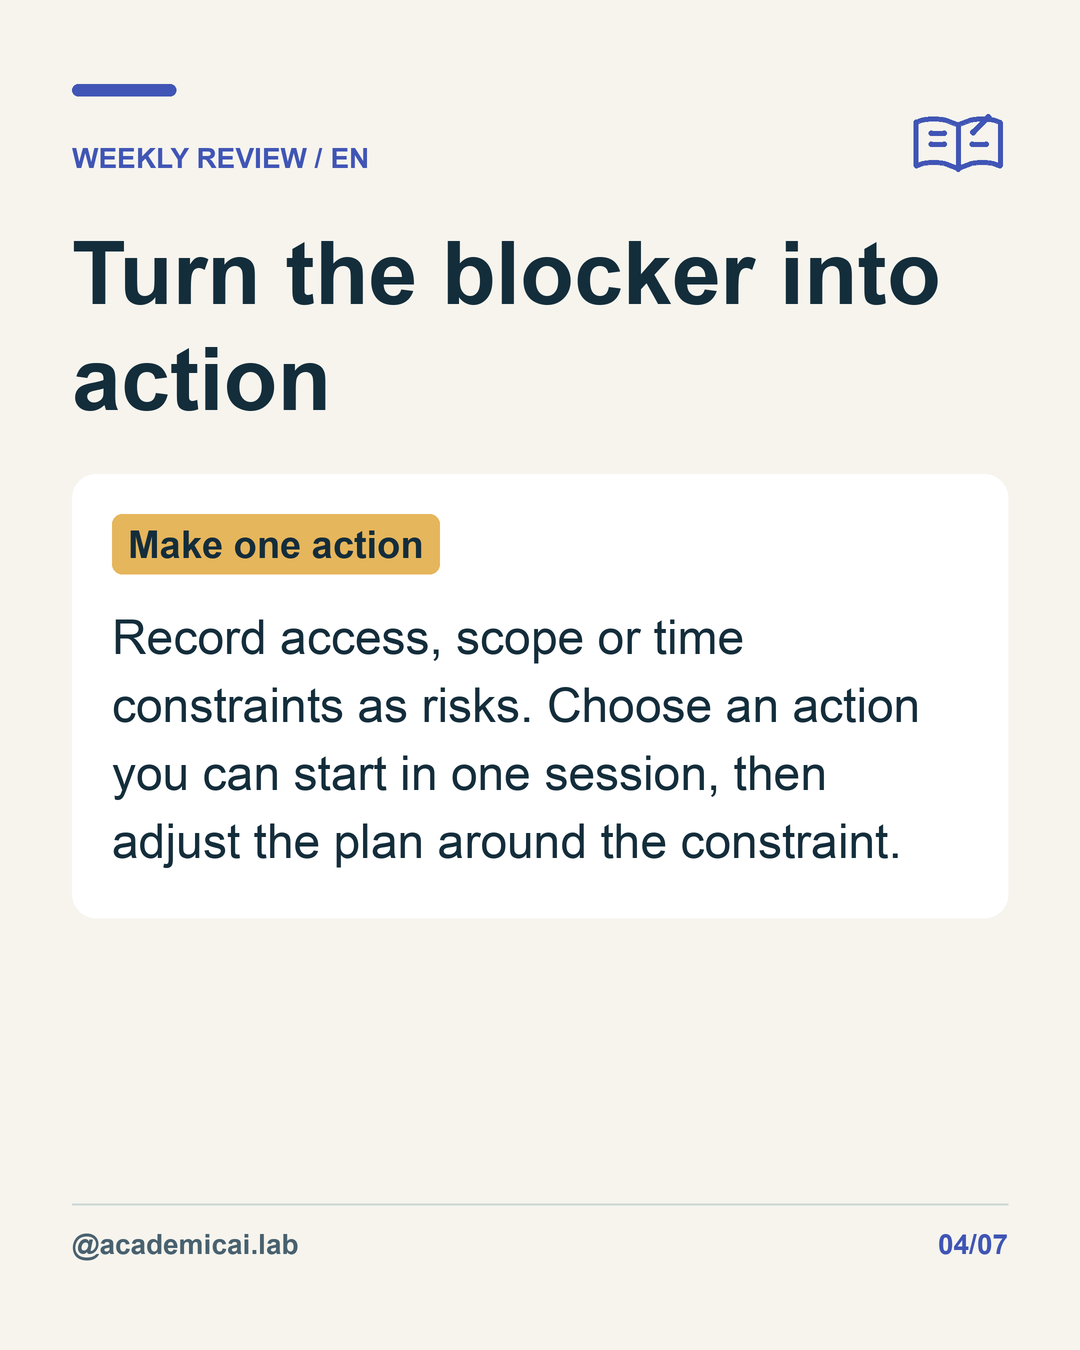 WEEKLY REVIEW / EN
Turn the blocker into
action
Make one action
Record access, scope or time
constraints as risks. Choose an action
you can start in one session, then
adjust the plan around the constraint.
@academicai.lab
04/07